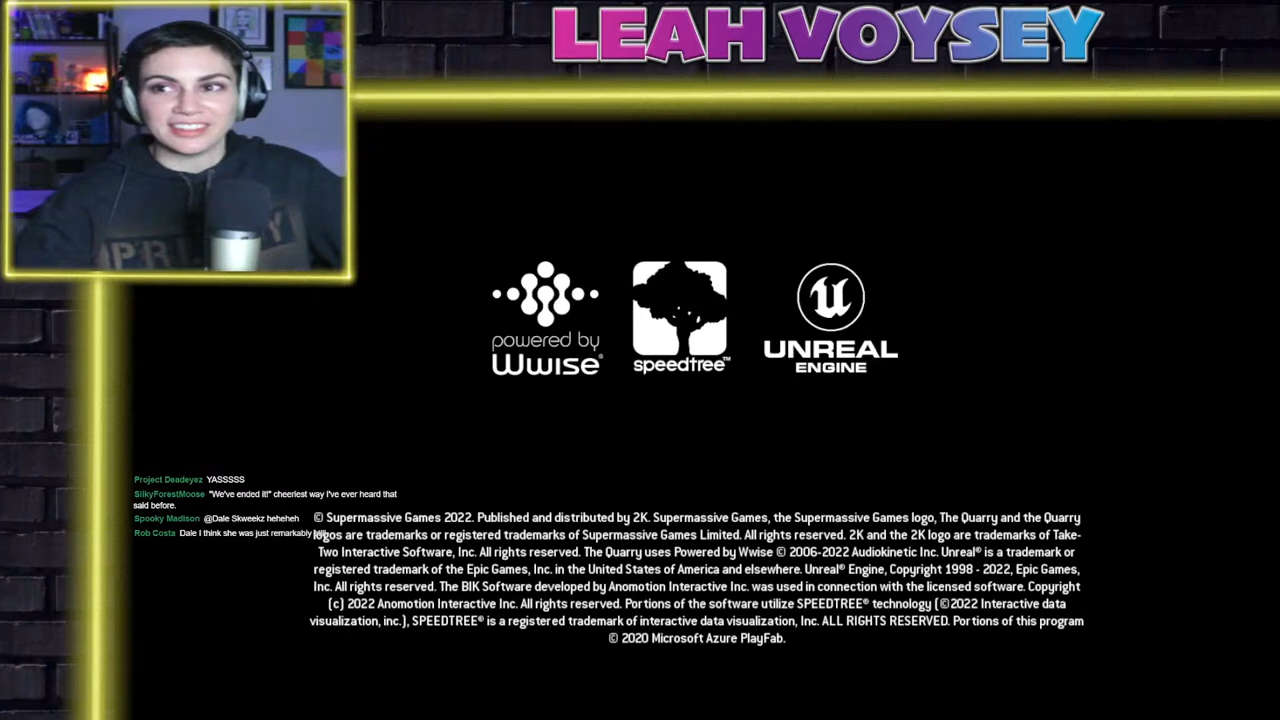 LEAH VOYSEY
powered by
Wwise®
speedtree™
UNREAL
ENGINE
Project Deadeyez YASSSSS
SilkyForestMoose "We've ended it!" cheeriest way I've ever heard that
said before.
Spooky Madison @Dale Skweekz heheheh
Rob Costa Dale I think she was just remarkably
© Supermassive Games 2022. Published and distributed by 2K. Supermassive Games, the Supermassive Games logo, The Quarry and the Quarry
logos are trademarks or registered trademarks of Supermassive Games Limited. All rights reserved. 2K and the 2K logo are trademarks of Take-
Two Interactive Software, Inc. All rights reserved. The Quarry uses Powered by Wwise © 2006-2022 Audiokinetic Inc. Unreal® is a trademark or
registered trademark of the Epic Games, Inc. in the United States of America and elsewhere. Unreal® Engine, Copyright 1998 - 2022, Epic Games,
Inc. All rights reserved. The BIK Software developed by Anomotion Interactive Inc. was used in connection with the licensed software. Copyright
(c) 2022 Anomotion Interactive Inc. All rights reserved. Portions of the software utilize SPEEDTREE® technology (©2022 Interactive data
visualization, inc.), SPEEDTREE® is a registered trademark of interactive data visualization, Inc. ALL RIGHTS RESERVED. Portions of this program
© 2020 Microsoft Azure PlayFab.